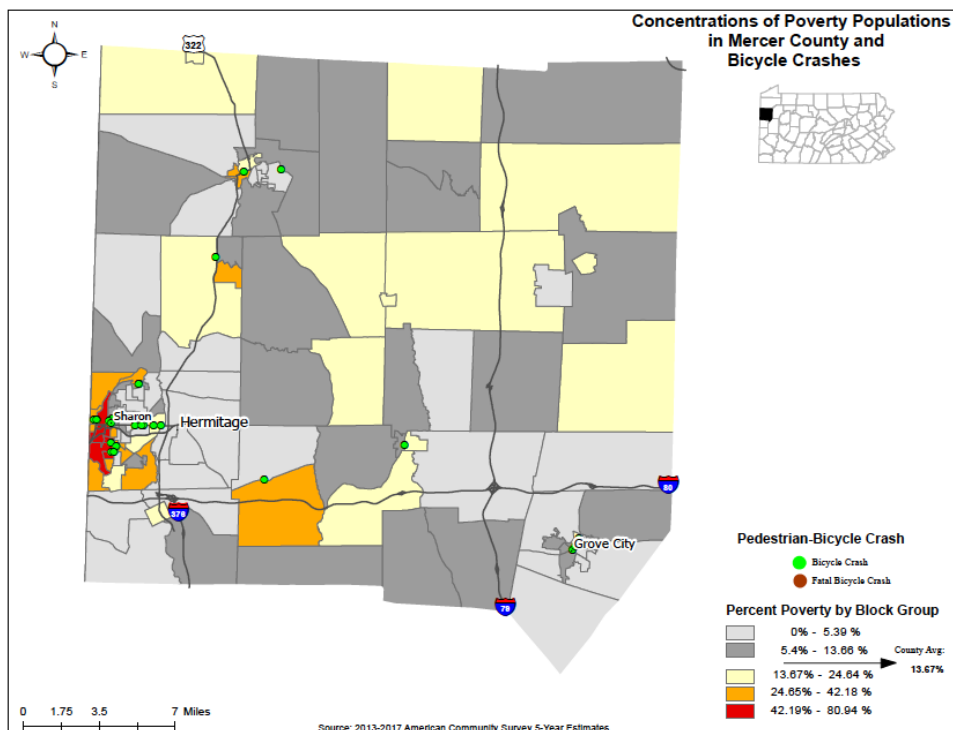 Concentrations of Poverty Populations
in Mercer County and
Bicycle Crashes
N
W E
S
322
Sharon
Hermitage
80
376
Grove City
79
Pedestrian-Bicycle Crash
Bicycle Crash
Fatal Bicycle Crash
Percent Poverty by Block Group
0% - 5.39 %
5.4% - 13.66 %
County Avg:
13.67%
13.67% - 24.64 %
24.65% - 42.18 %
42.19% - 80.94 %
0 1.75 3.5 7 Miles
Source: 2013-2017 American Community Survey 5-Year Estimates